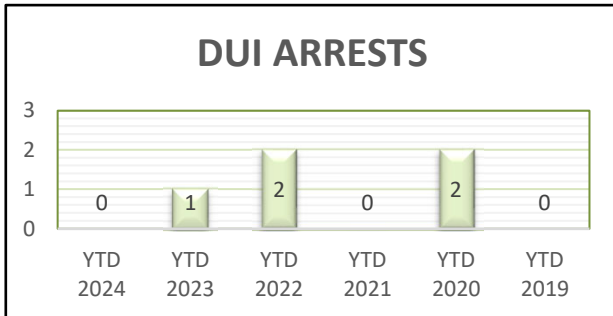 DUI ARRESTS
3
2
1
0
0 1 2 0 2 0
YTD 2024
YTD 2023
YTD 2022
YTD 2021
YTD 2020
YTD 2019